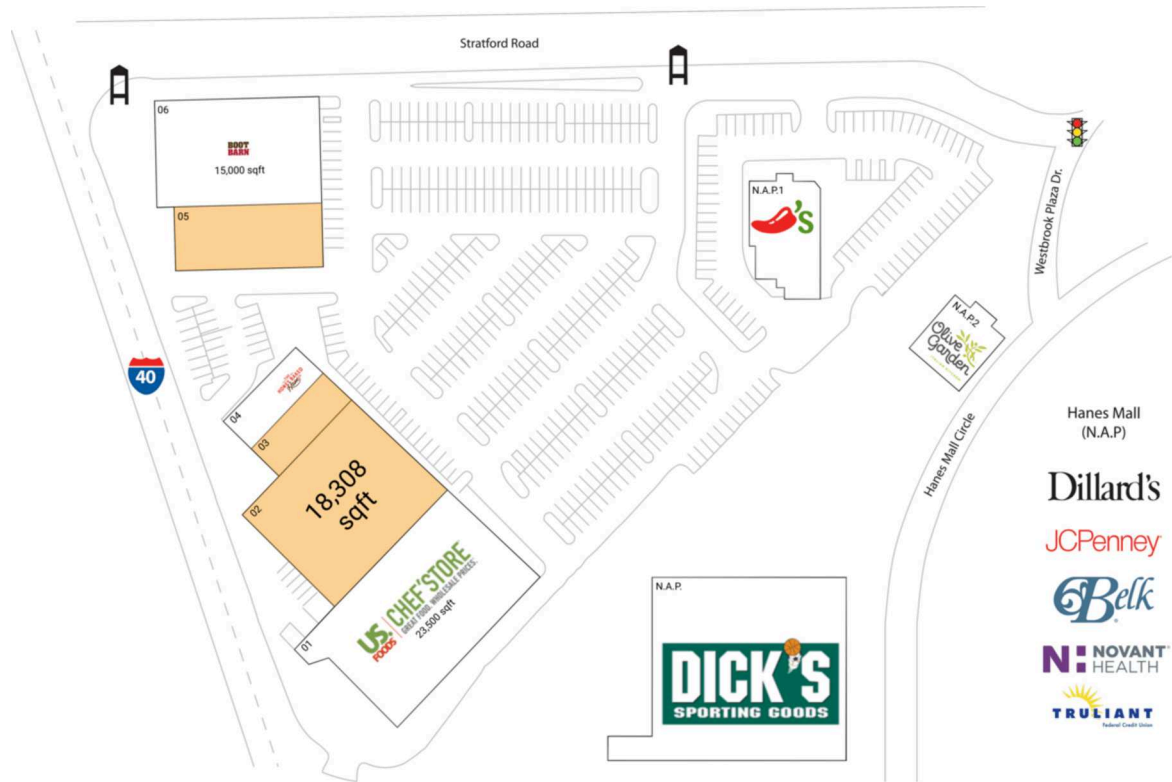 Stratford Road
06
BOOT
BARN
15,000 sqft
05
N.A.P.1
'S
Westbrook Plaza Dr.
N.A.P.2
Olive
Garden
40
04
03
02
18,308
sqft
01
US.
FOODS
CHEF'STORE
GREAT FOOD. WHOLESALE PRICES.
23,500 sqft
Hanes Mall Circle
N.A.P.
DICK'S
SPORTING GOODS
Hanes Mall
(N.A.P)
Dillard's
JCPenney
Belk
N NOVANT
HEALTH
TRULIANT
Federal Credit Union